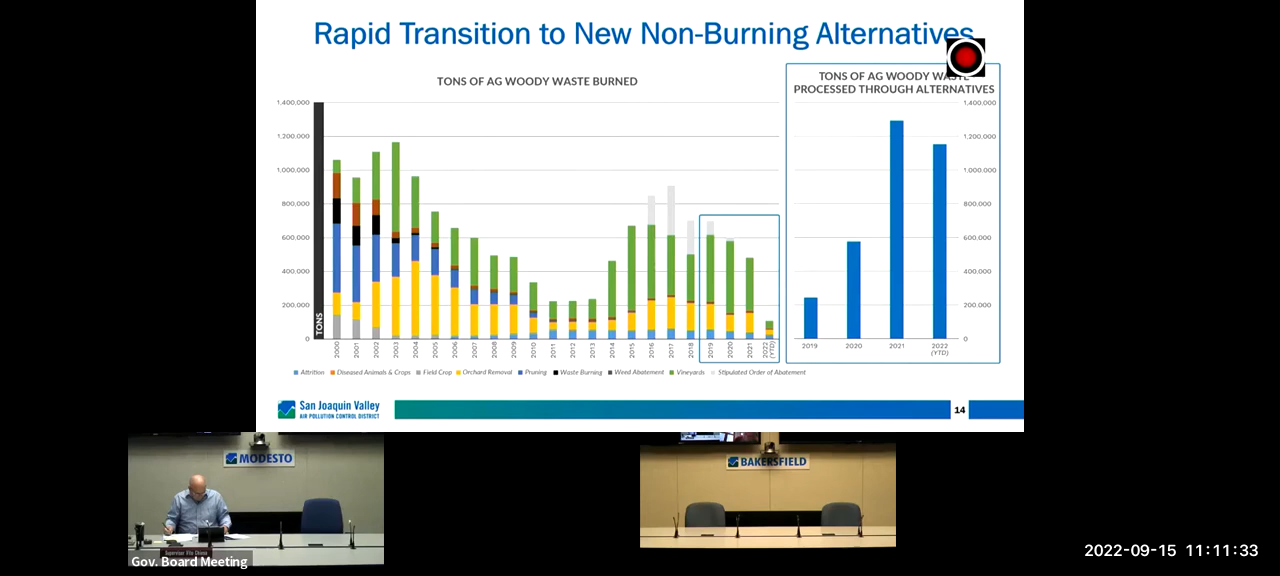 Rapid Transition to New Non-Burning Alternatives
TONS OF AG WOODY WASTE BURNED
1,400,000
1,200,000
1,000,000
800,000
600,000
400,000
200,000
0
TONS
2000 2001 2002 2003 2004 2005 2006 2007 2008 2009 2010 2011 2012 2013 2014 2015 2016 2017 2018 2019 2020 2021 2022 (YTD)
Attrition Diseased Animals & Crops Field Crop Orchard Removal Pruning Waste Burning Weed Abatement Vineyards Stipulated Order of Abatement
TONS OF AG WOODY WASTE
PROCESSED THROUGH ALTERNATIVES
1,400,000
1,200,000
1,000,000
800,000
600,000
400,000
200,000
0
2019 2020 2021 2022
(YTD)
San Joaquin Valley
AIR POLLUTION CONTROL DISTRICT
14
MODESTO
BAKERSFIELD
Gov. Board Meeting
2022-09-15 11:11:33